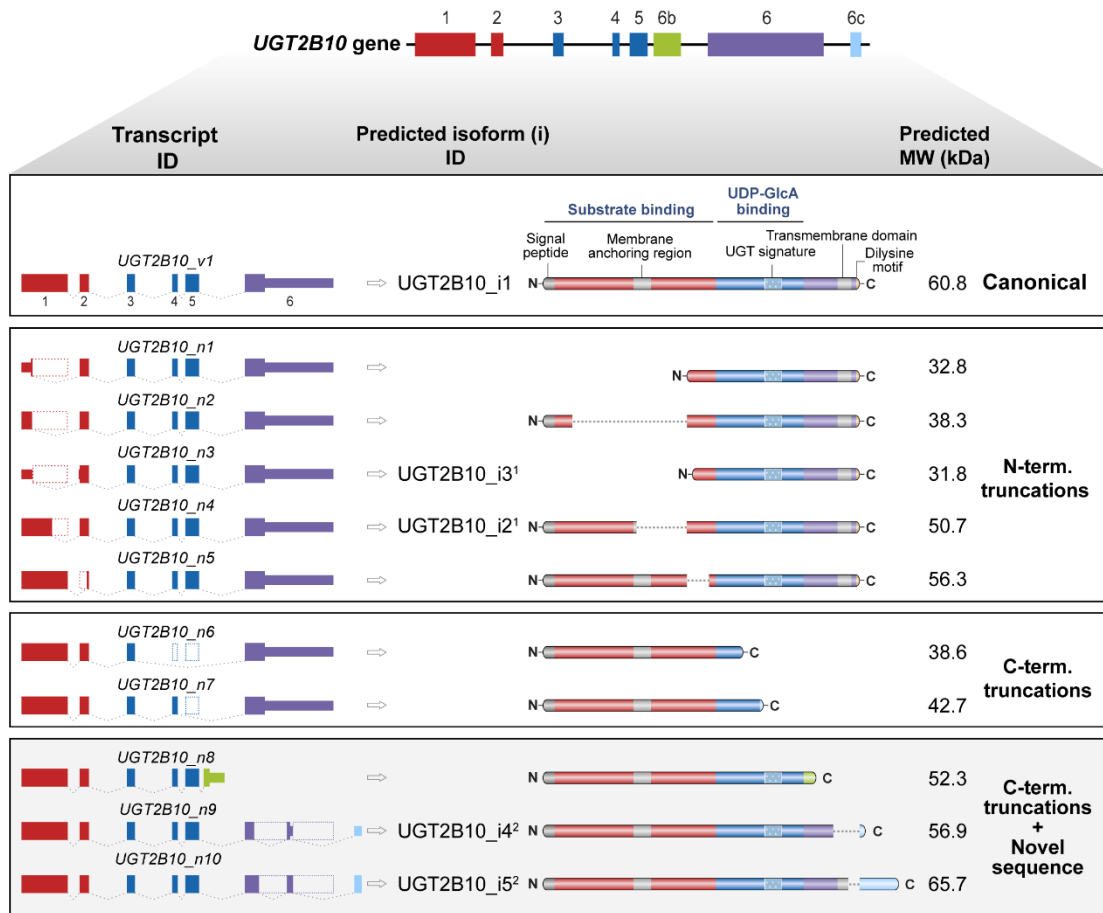 1 2 3 4 5 6b 6 6c
UGT2B10 gene
Transcript
ID
Predicted isoform (i)
ID
Predicted
MW (kDa)
Substrate binding
UDP-GlcA
binding
Signal
peptide
Membrane
anchoring region
UGT signature
Transmembrane domain
Dilysine
motif
UGT2B10_v1
1 2 3 4 5 6
UGT2B10_i1
N C
60.8
Canonical
UGT2B10_n1
N C
32.8
UGT2B10_n2
N C
38.3
UGT2B10_n3
UGT2B10_i3¹
N C
31.8
N-term.
truncations
UGT2B10_n4
UGT2B10_i2¹
N C
50.7
UGT2B10_n5
N C
56.3
UGT2B10_n6
N C
38.6
C-term.
truncations
UGT2B10_n7
N C
42.7
UGT2B10_n8
N C
52.3
C-term.
truncations
+
Novel
sequence
UGT2B10_n9
UGT2B10_i4²
N C
56.9
UGT2B10_n10
UGT2B10_i5²
N C
65.7